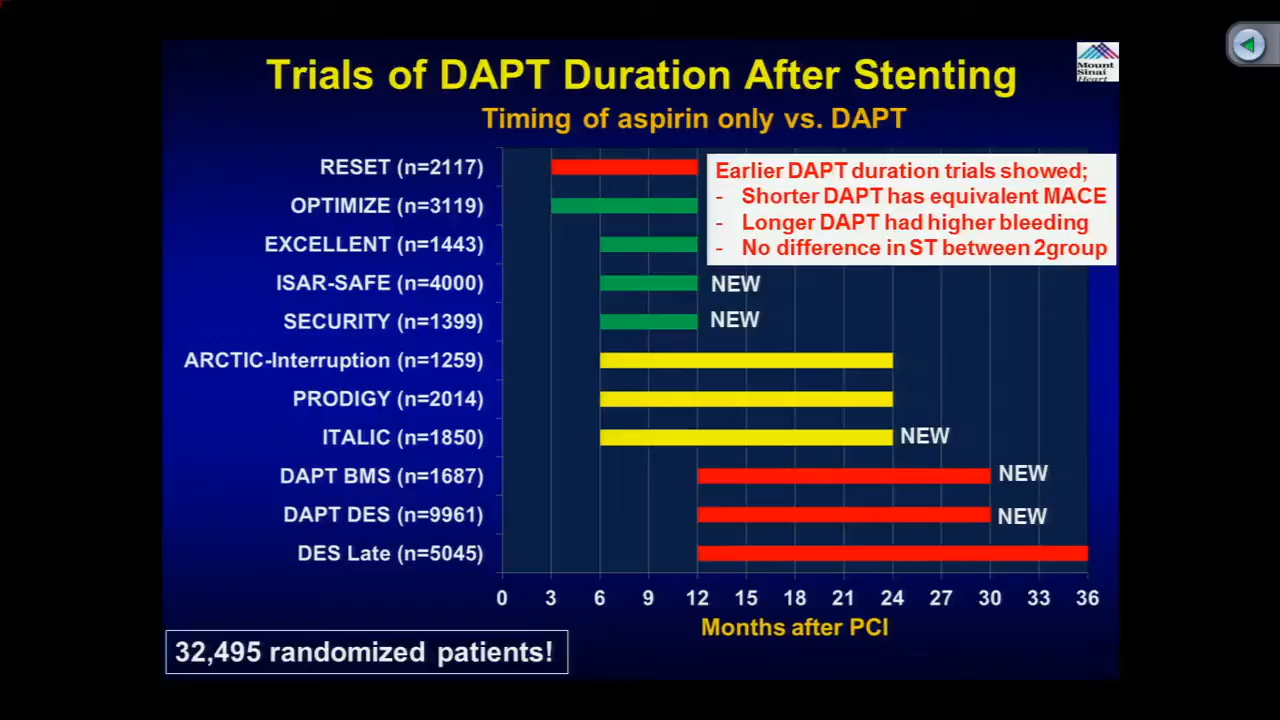 Trials of DAPT Duration After Stenting
Mount
Sinai
Heart
Timing of aspirin only vs. DAPT
RESET (n=2117)
OPTIMIZE (n=3119)
EXCELLENT (n=1443)
ISAR-SAFE (n=4000)
SECURITY (n=1399)
ARCTIC-Interruption (n=1259)
PRODIGY (n=2014)
ITALIC (n=1850)
DAPT BMS (n=1687)
DAPT DES (n=9961)
DES Late (n=5045)
Earlier DAPT duration trials showed;
- Shorter DAPT has equivalent MACE
- Longer DAPT had higher bleeding
- No difference in ST between 2group
NEW
NEW
NEW
NEW
NEW
0 3 6 9 12 15 18 21 24 27 30 33 36
Months after PCI
32,495 randomized patients!